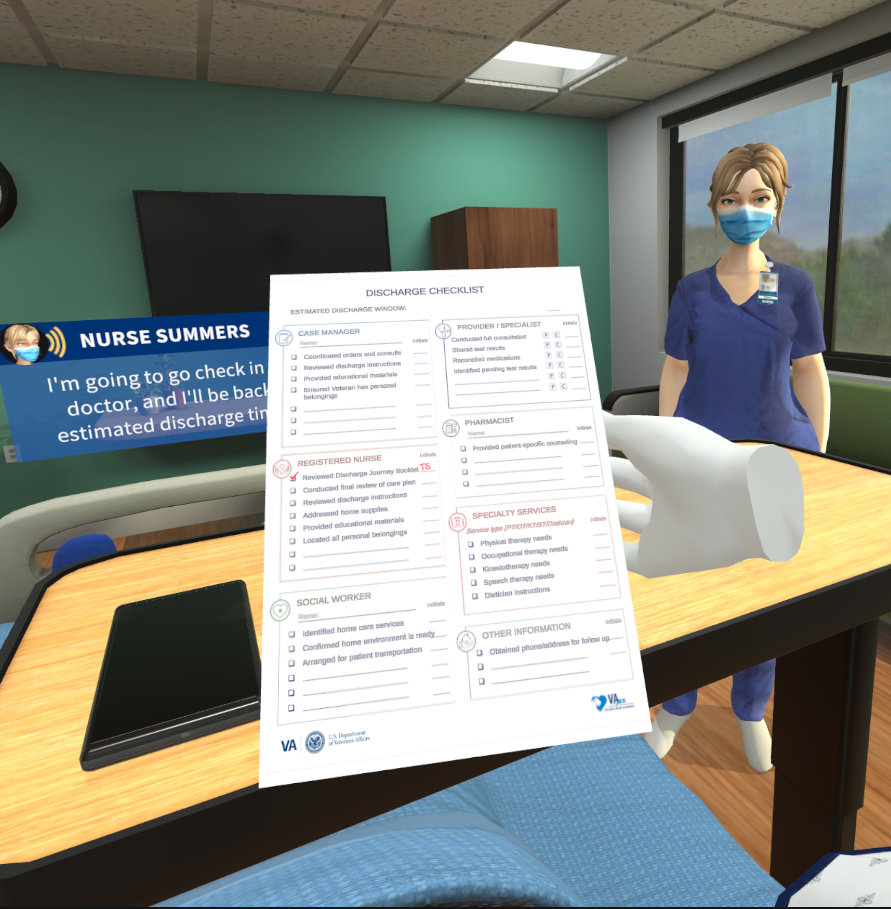 NURSE SUMMERS
I'm going to go check in
doctor, and I'll be back
estimated discharge
DISCHARGE CHECKLIST
ESTIMATED DISCHARGE WINDOW:
CASE MANAGER
Name:
Initials
Coordinated orders and consults
Reviewed discharge instructions
Provided educational materials
Ensured Veteran has personal
belongings
REGISTERED NURSE
Initials
Reviewed Discharge Journey Booklet TS
Conducted final review of care plan
Reviewed discharge instructions
Addressed home supplies
Provided educational materials
Located all personal belongings
SOCIAL WORKER
Name:
Initials
Identified home care services
Confirmed home environment is ready
Arranged for patient transportation
PROVIDER / SPECIALIST
Initials
Conducted full consultation P C
Shared test results P C
Reconciled medications P C
Identified pending test results P C
P C
P C
PHARMACIST
Name:
Initials
Provided patient-specific counseling
SPECIALTY SERVICES
Service type (PT/OT/KT/ST/Dietitian)
Initials
Physical therapy needs
Occupational therapy needs
Kinesiotherapy needs
Speech therapy needs
Dietician instructions
OTHER INFORMATION
Initials
Obtained phone/address for follow up
VA
U.S. Department
of Veterans Affairs
VA
NURSE